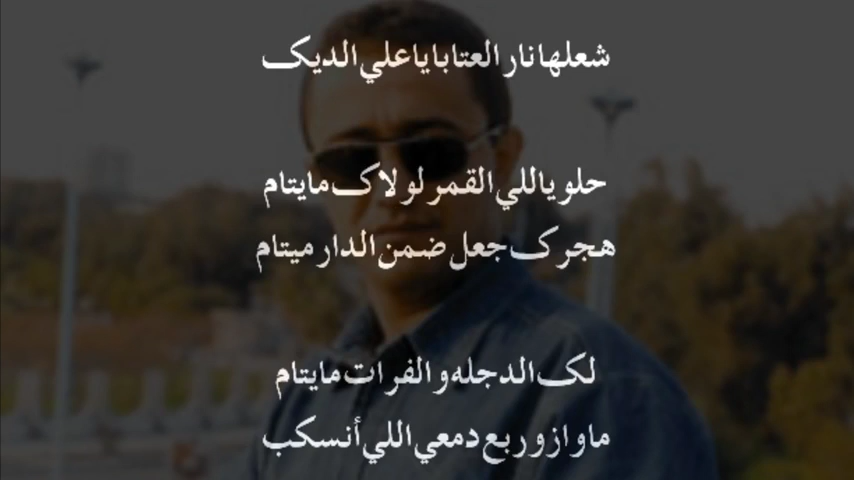 شعلها نار العتابا يا علي الديك
حلو ياللي القمر لولاك مايتام
هجرك جعل ضمن الدار ميتام
لك الدجله والفرات مايتام
ماوازو ربع دمعي اللي أنسكب